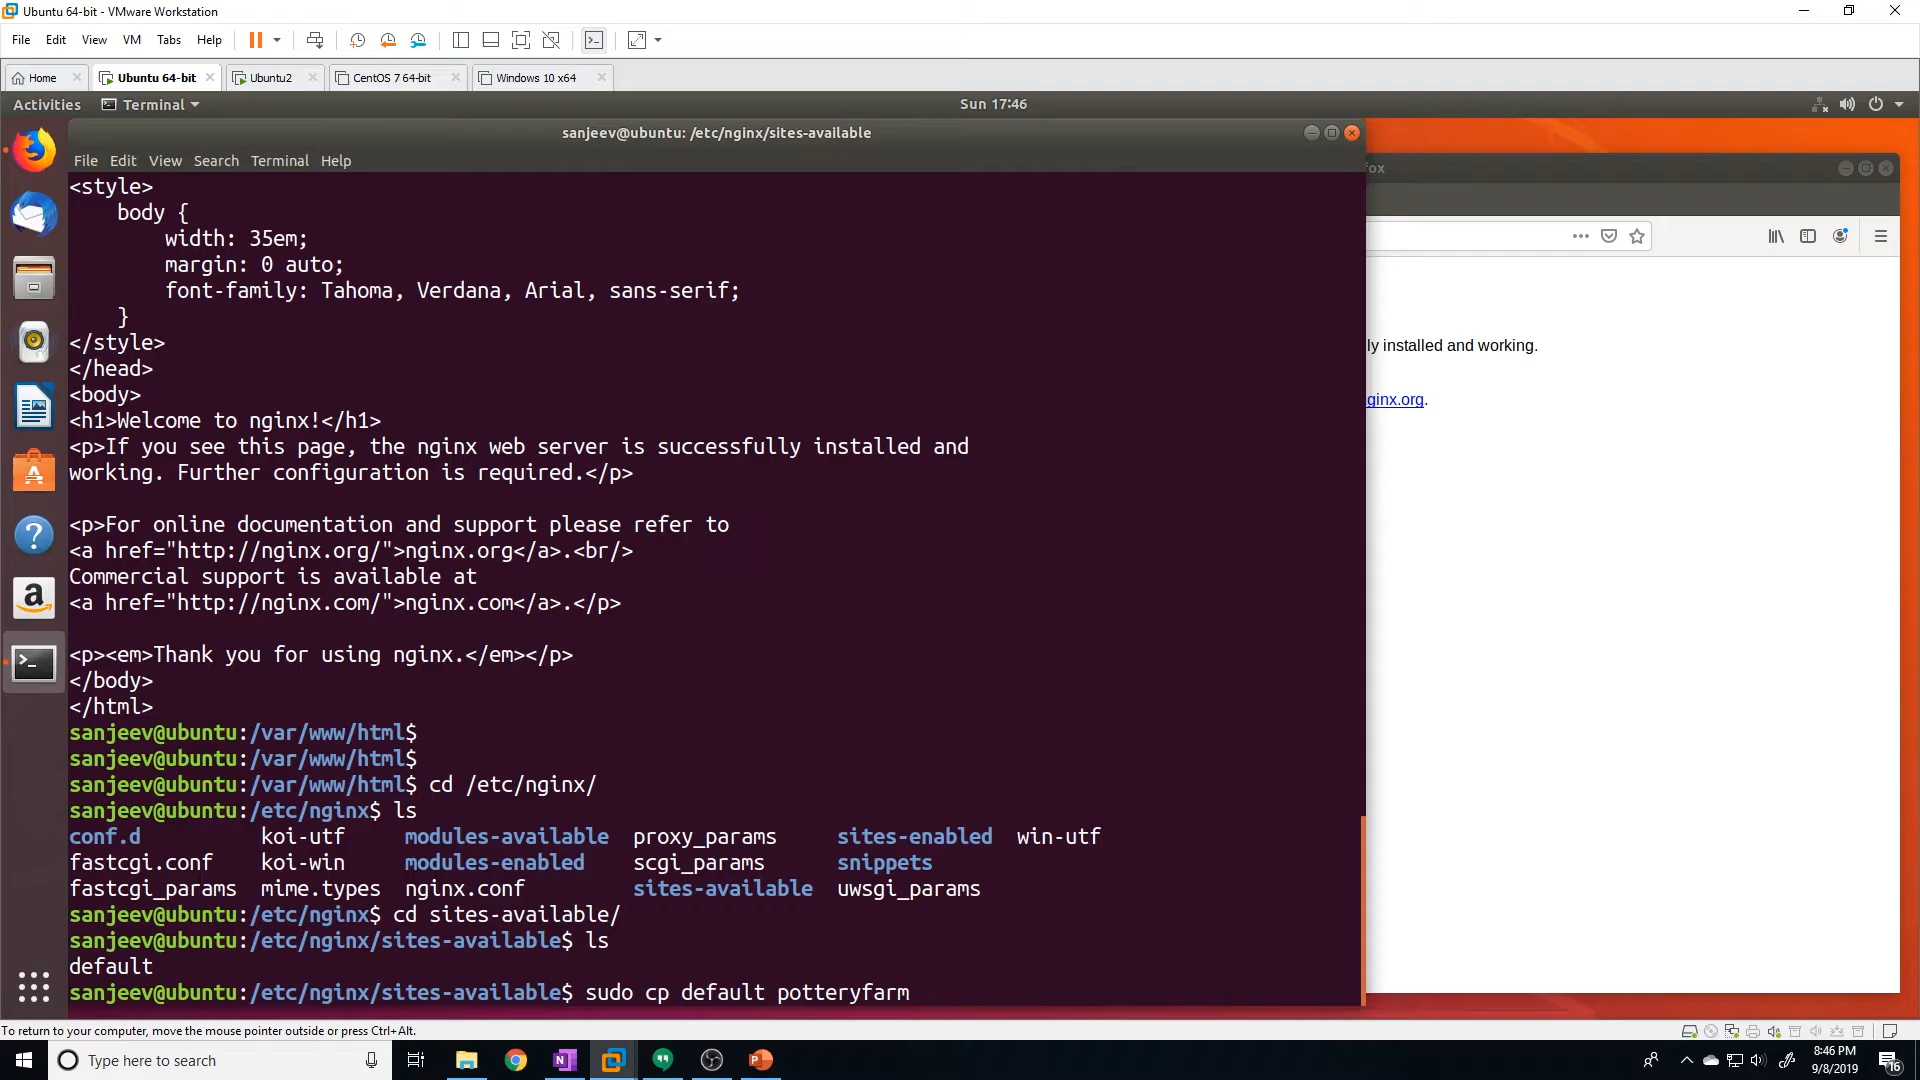 Ubuntu 64-bit - VMware Workstation
File Edit View VM Tabs Help
Home Ubuntu 64-bit Ubuntu2 CentOS 7 64-bit Windows 10 x64
Activities Terminal Sun 17:46
sanjeev@ubuntu: /etc/nginx/sites-available
fox
File Edit View Search Terminal Help
<style>
body {
width: 35em;
margin: 0 auto;
font-family: Tahoma, Verdana, Arial, sans-serif;
}
</style>
</head>
<body>
<h1>Welcome to nginx!</h1>
<p>If you see this page, the nginx web server is successfully installed and
working. Further configuration is required.</p>
<p>For online documentation and support please refer to
<a href="http://nginx.org/">nginx.org</a>.<br/>
Commercial support is available at
<a href="http://nginx.com/">nginx.com</a>.</p>
<p><em>Thank you for using nginx.</em></p>
</body>
</html>
sanjeev@ubuntu:/var/www/html$
sanjeev@ubuntu:/var/www/html$
sanjeev@ubuntu:/var/www/html$ cd /etc/nginx/
sanjeev@ubuntu:/etc/nginx$ ls
conf.d koi-utf modules-available proxy_params sites-enabled win-utf
fastcgi.conf koi-win modules-enabled scgi_params snippets
fastcgi_params mime.types nginx.conf sites-available uwsgi_params
sanjeev@ubuntu:/etc/nginx$ cd sites-available/
sanjeev@ubuntu:/etc/nginx/sites-available$ ls
default
sanjeev@ubuntu:/etc/nginx/sites-available$ sudo cp default potteryfarm
ly installed and working.
ginx.org.
To return to your computer, move the mouse pointer outside or press Ctrl+Alt.
Type here to search
8:46 PM
9/8/2019
16